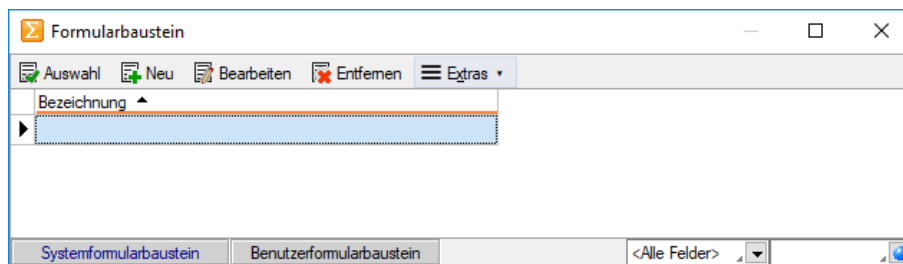 Formularbaustein
Auswahl Neu Bearbeiten Entfernen Extras
Bezeichnung
Systemformularbaustein Benutzerformularbaustein <Alle Felder>